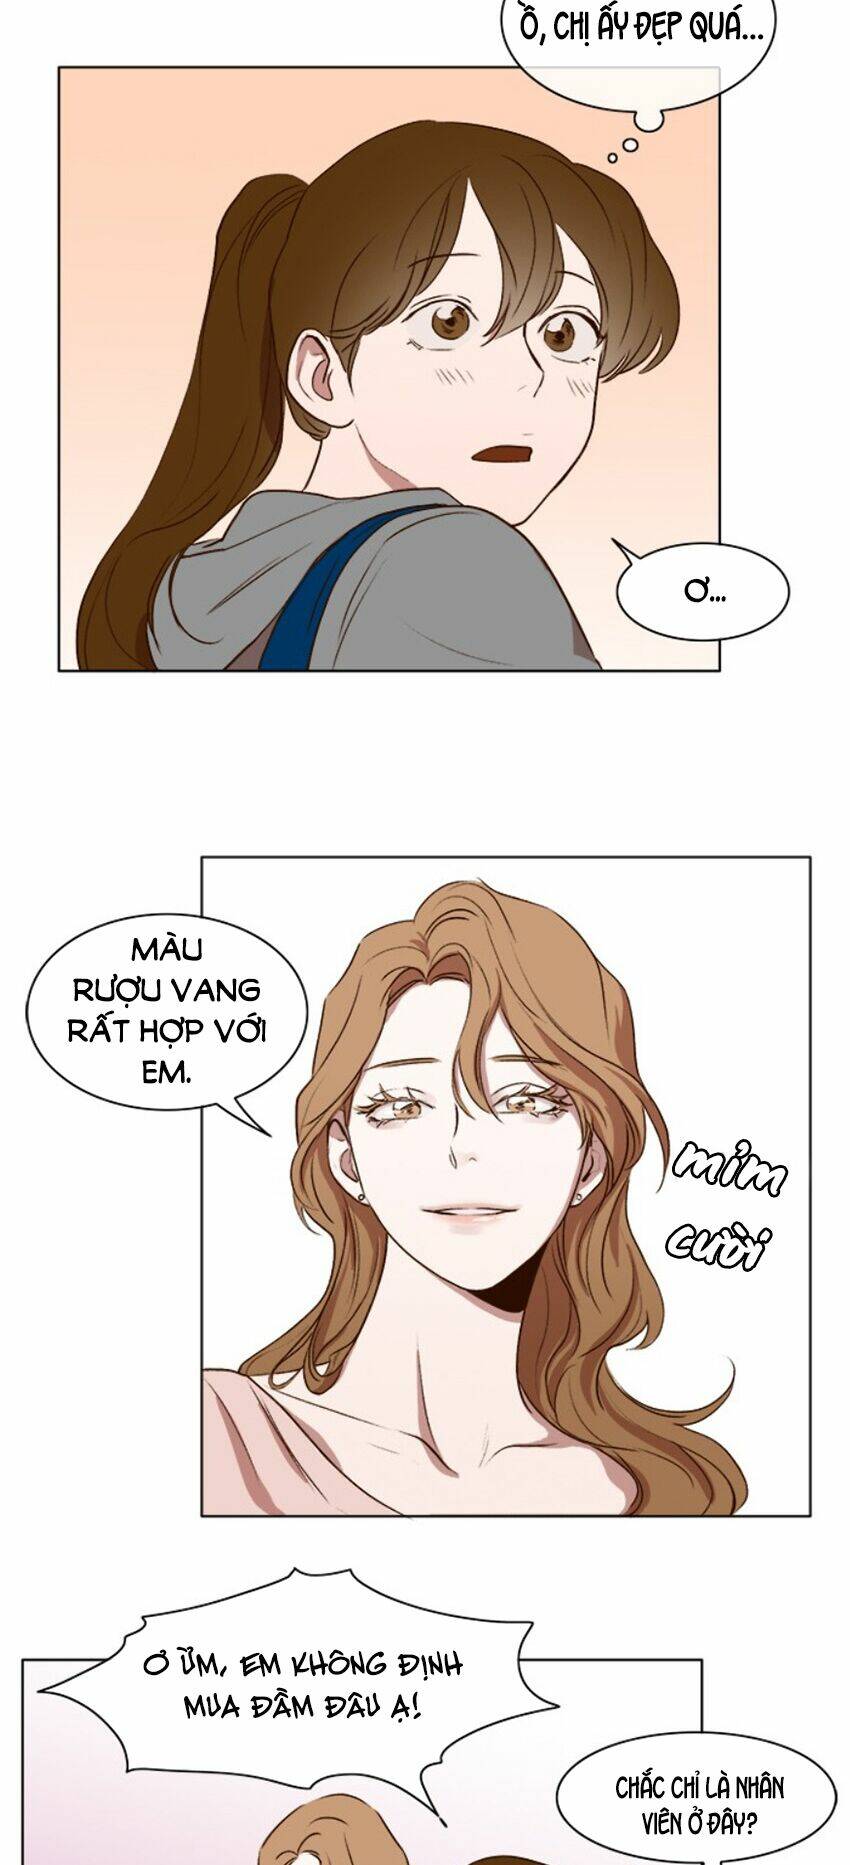 Ồ, CHỊ ẤY ĐẸP QUÁ...
Ơ...
MÀU
RƯỢU VANG
RẤT HỢP VỚI
EM.
MỈM
CƯỜI
Ơ ỬM, EM KHÔNG ĐỊNH
MUA ĐẦM ĐÂU Ạ!
CHẮC CHỈ LÀ NHÂN
VIÊN Ở ĐÂY?